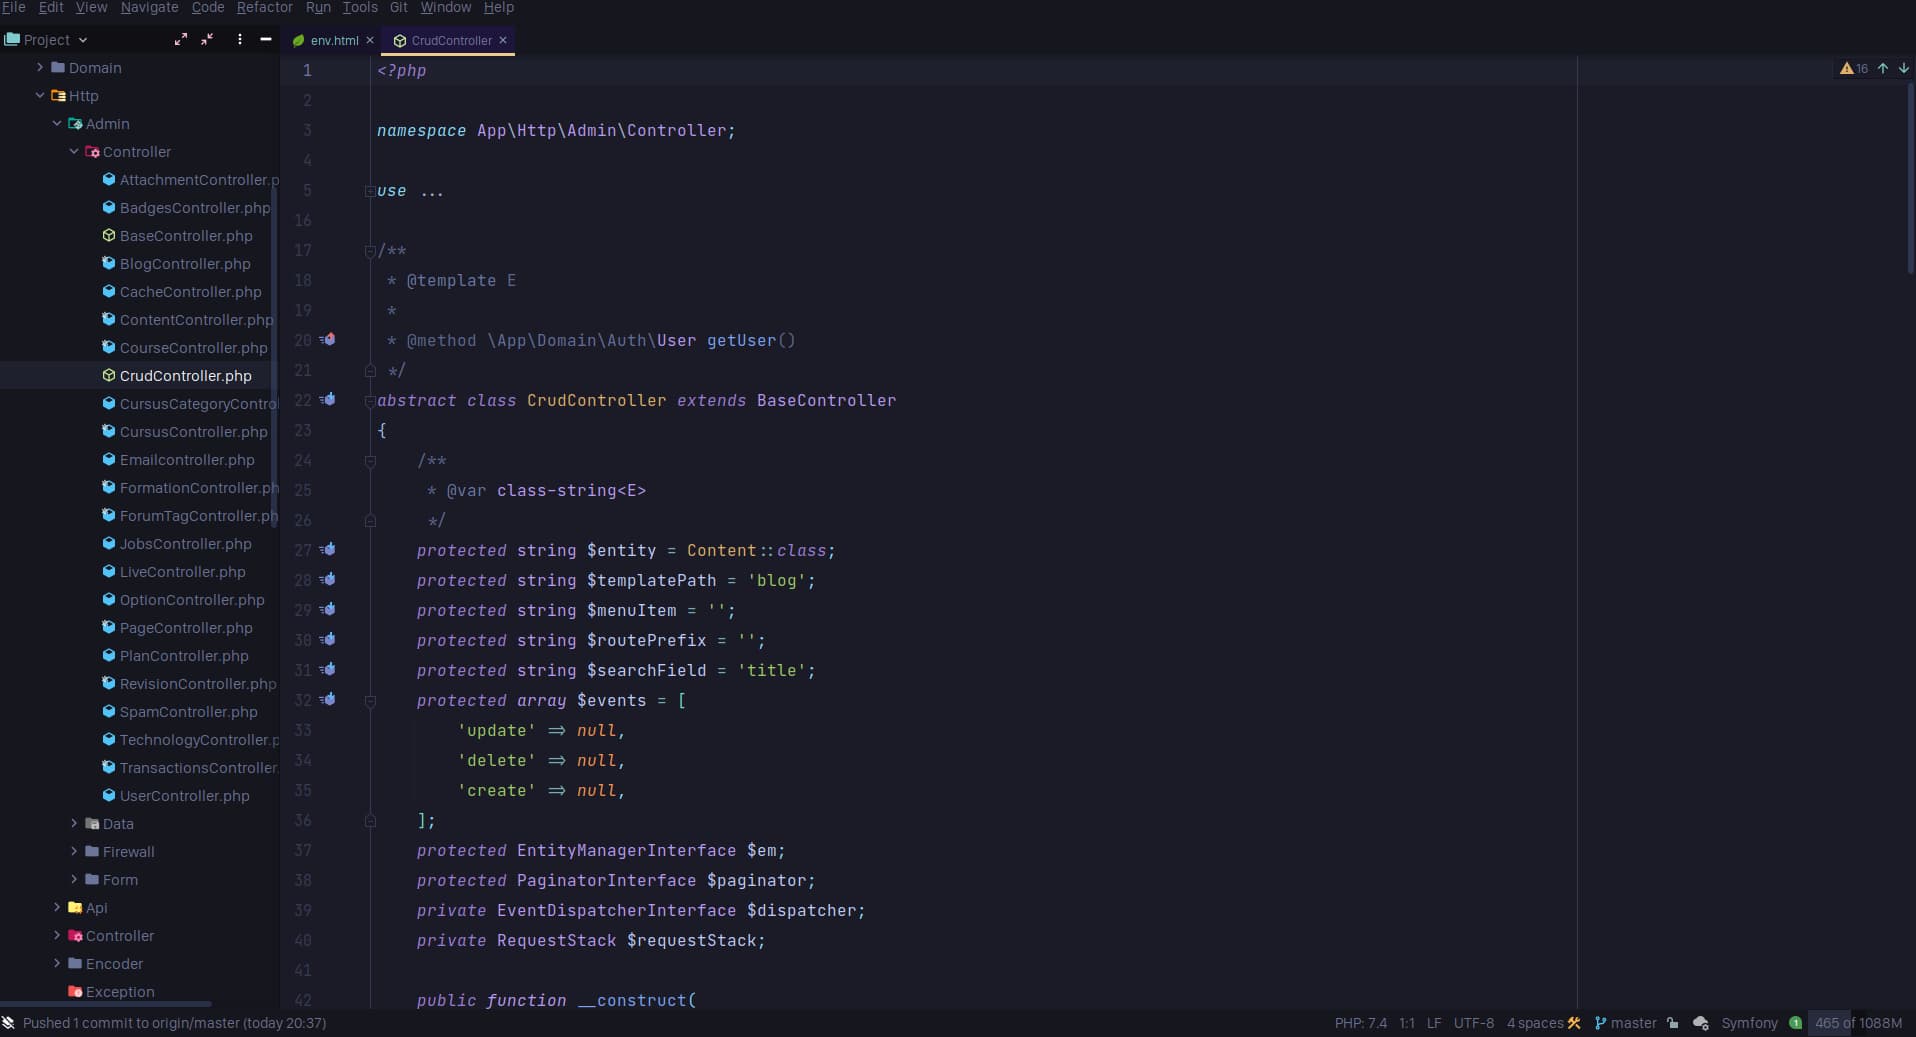 File Edit View Navigate Code Refactor Run Tools Git Window Help
Project
env.html
CrudController
Domain
Http
Admin
Controller
AttachmentController.p
BadgesController.php
BaseController.php
BlogController.php
CacheController.php
ContentController.php
CourseController.php
CrudController.php
CursusCategoryContro
CursusController.php
Emailcontroller.php
FormationController.ph
ForumTagController.ph
JobsController.php
LiveController.php
OptionController.php
PageController.php
PlanController.php
RevisionController.php
SpamController.php
TechnologyController.p
TransactionsController.
UserController.php
Data
Firewall
Form
Api
Controller
Encoder
Exception
16
1 <?php
2
3 namespace App\Http\Admin\Controller;
4
5 use ...
16
17 /**
18 * @template E
19 *
20 * @method \App\Domain\Auth\User getUser()
21 */
22 abstract class CrudController extends BaseController
23 {
24 /**
25 * @var class-string<E>
26 */
27 protected string $entity = Content::class;
28 protected string $templatePath = 'blog';
29 protected string $menuItem = '';
30 protected string $routePrefix = '';
31 protected string $searchField = 'title';
32 protected array $events = [
33 'update' => null,
34 'delete' => null,
35 'create' => null,
36 ];
37 protected EntityManagerInterface $em;
38 protected PaginatorInterface $paginator;
39 private EventDispatcherInterface $dispatcher;
40 private RequestStack $requestStack;
41
42 public function __construct(
Pushed 1 commit to origin/master (today 20:37)
PHP: 7.4 1:1 LF UTF-8 4 spaces master Symfony 1 465 of 1088M